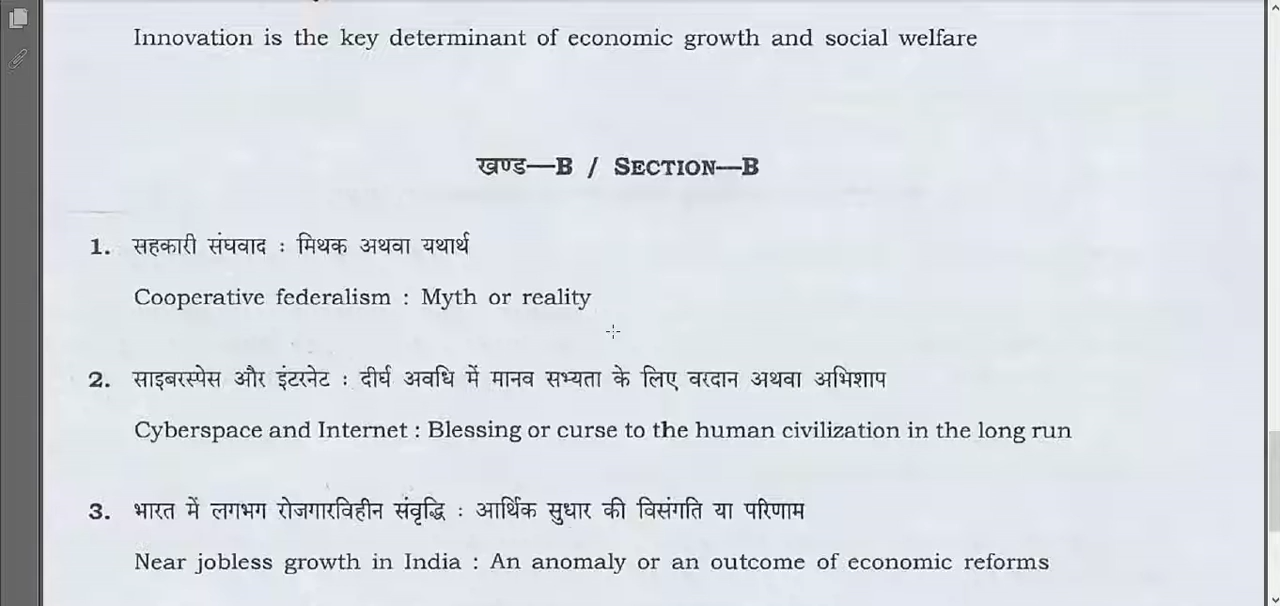 Innovation is the key determinant of economic growth and social welfare
खण्ड—B / SECTION—B
1. सहकारी संघवाद : मिथक अथवा यथार्थ
Cooperative federalism : Myth or reality
2. साइबरस्पेस और इंटरनेट : दीर्घ अवधि में मानव सभ्यता के लिए वरदान अथवा अभिशाप
Cyberspace and Internet : Blessing or curse to the human civilization in the long run
3. भारत में लगभग रोजगारविहीन संवृद्धि : आर्थिक सुधार की विसंगति या परिणाम
Near jobless growth in India : An anomaly or an outcome of economic reforms